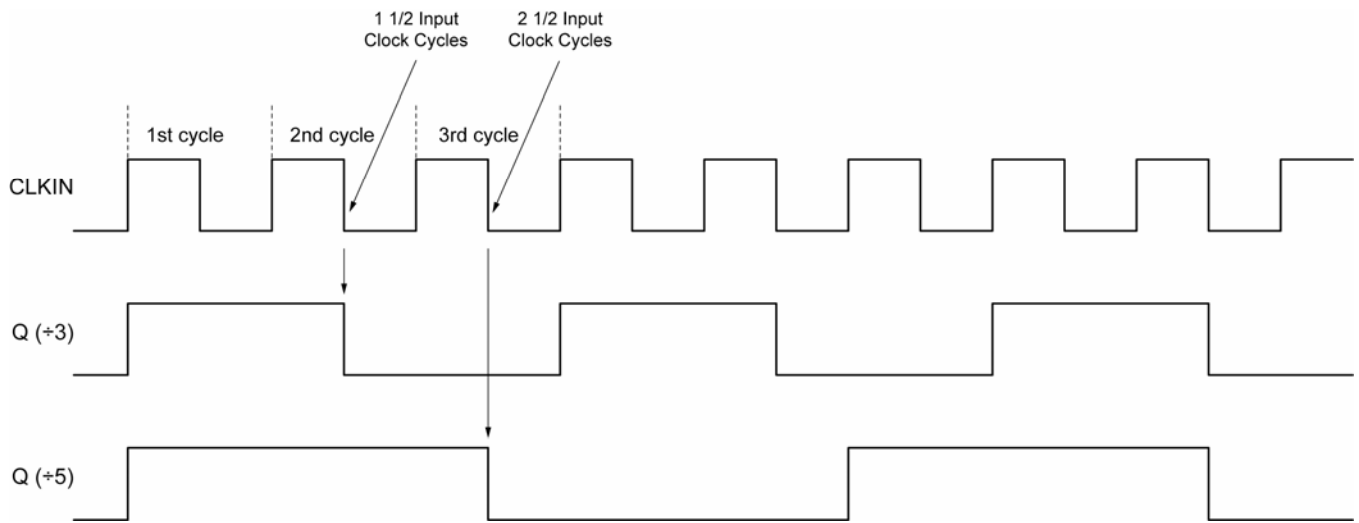 1 1/2 Input
Clock Cycles
2 1/2 Input
Clock Cycles
1st cycle
2nd cycle
3rd cycle
CLKIN
Q (÷3)
Q (÷5)